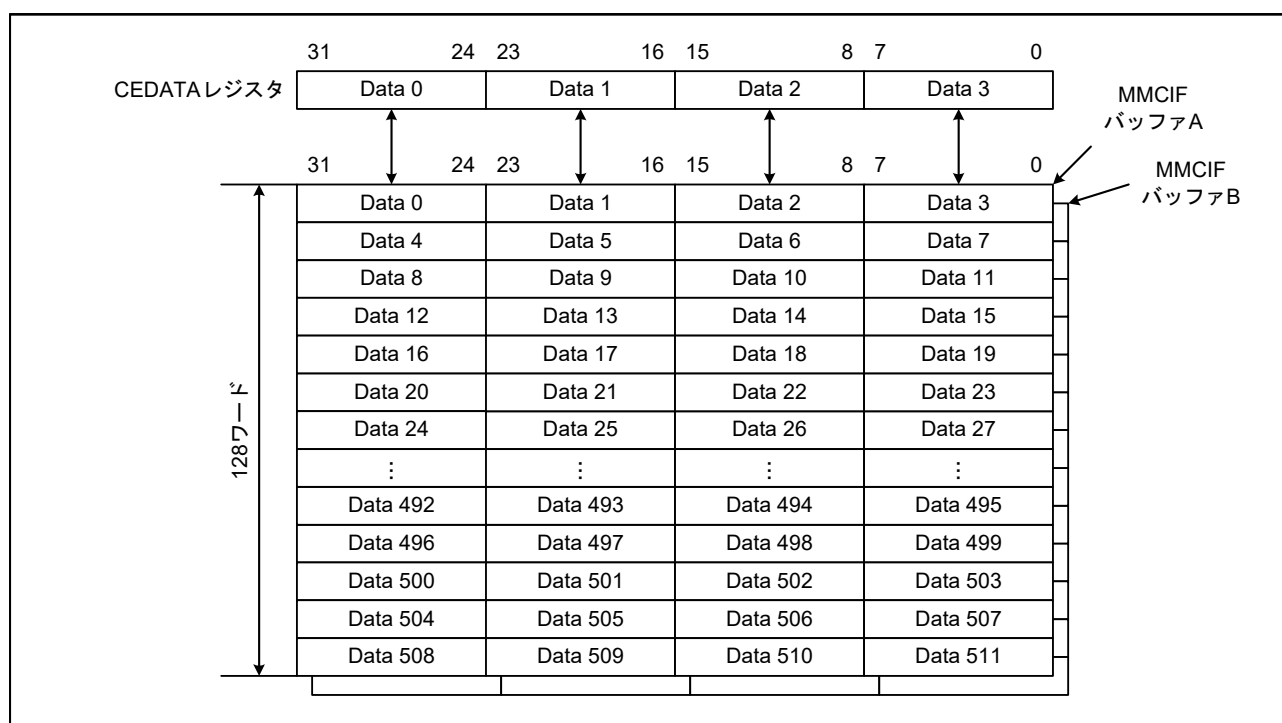 31 24 23 16 15 8 7 0
CEDATAレジスタ Data 0 Data 1 Data 2 Data 3
MMCIF
バッファA
31 24 23 16 15 8 7 0
MMCIF
バッファB
Data 0 Data 1 Data 2 Data 3
Data 4 Data 5 Data 6 Data 7
Data 8 Data 9 Data 10 Data 11
Data 12 Data 13 Data 14 Data 15
Data 16 Data 17 Data 18 Data 19
Data 20 Data 21 Data 22 Data 23
Data 24 Data 25 Data 26 Data 27
⋮ ⋮ ⋮ ⋮
Data 492 Data 493 Data 494 Data 495
Data 496 Data 497 Data 498 Data 499
Data 500 Data 501 Data 502 Data 503
Data 504 Data 505 Data 506 Data 507
Data 508 Data 509 Data 510 Data 511
128ワード